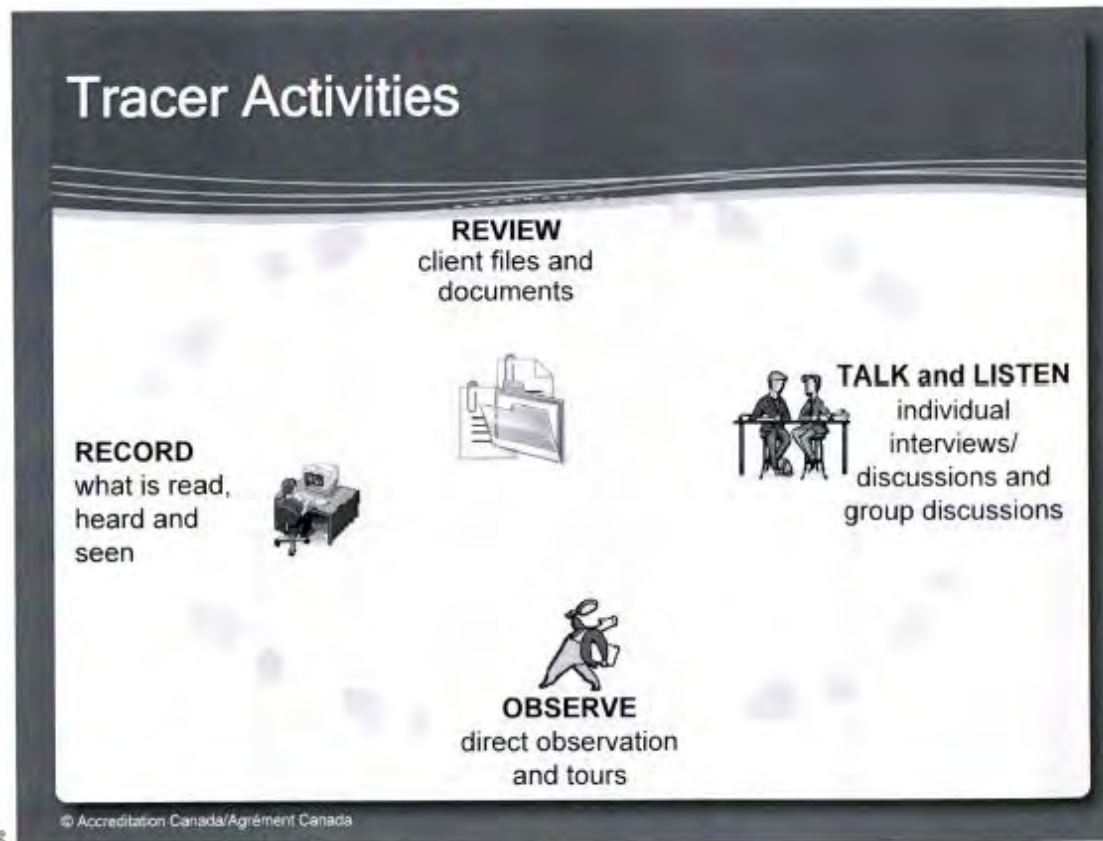 Tracer Activities
REVIEW
client files and
documents
TALK and LISTEN
individual
interviews/
discussions and
group discussions
RECORD
what is read,
heard and
seen
OBSERVE
direct observation
and tours
© Accreditation Canada/Agrément Canada